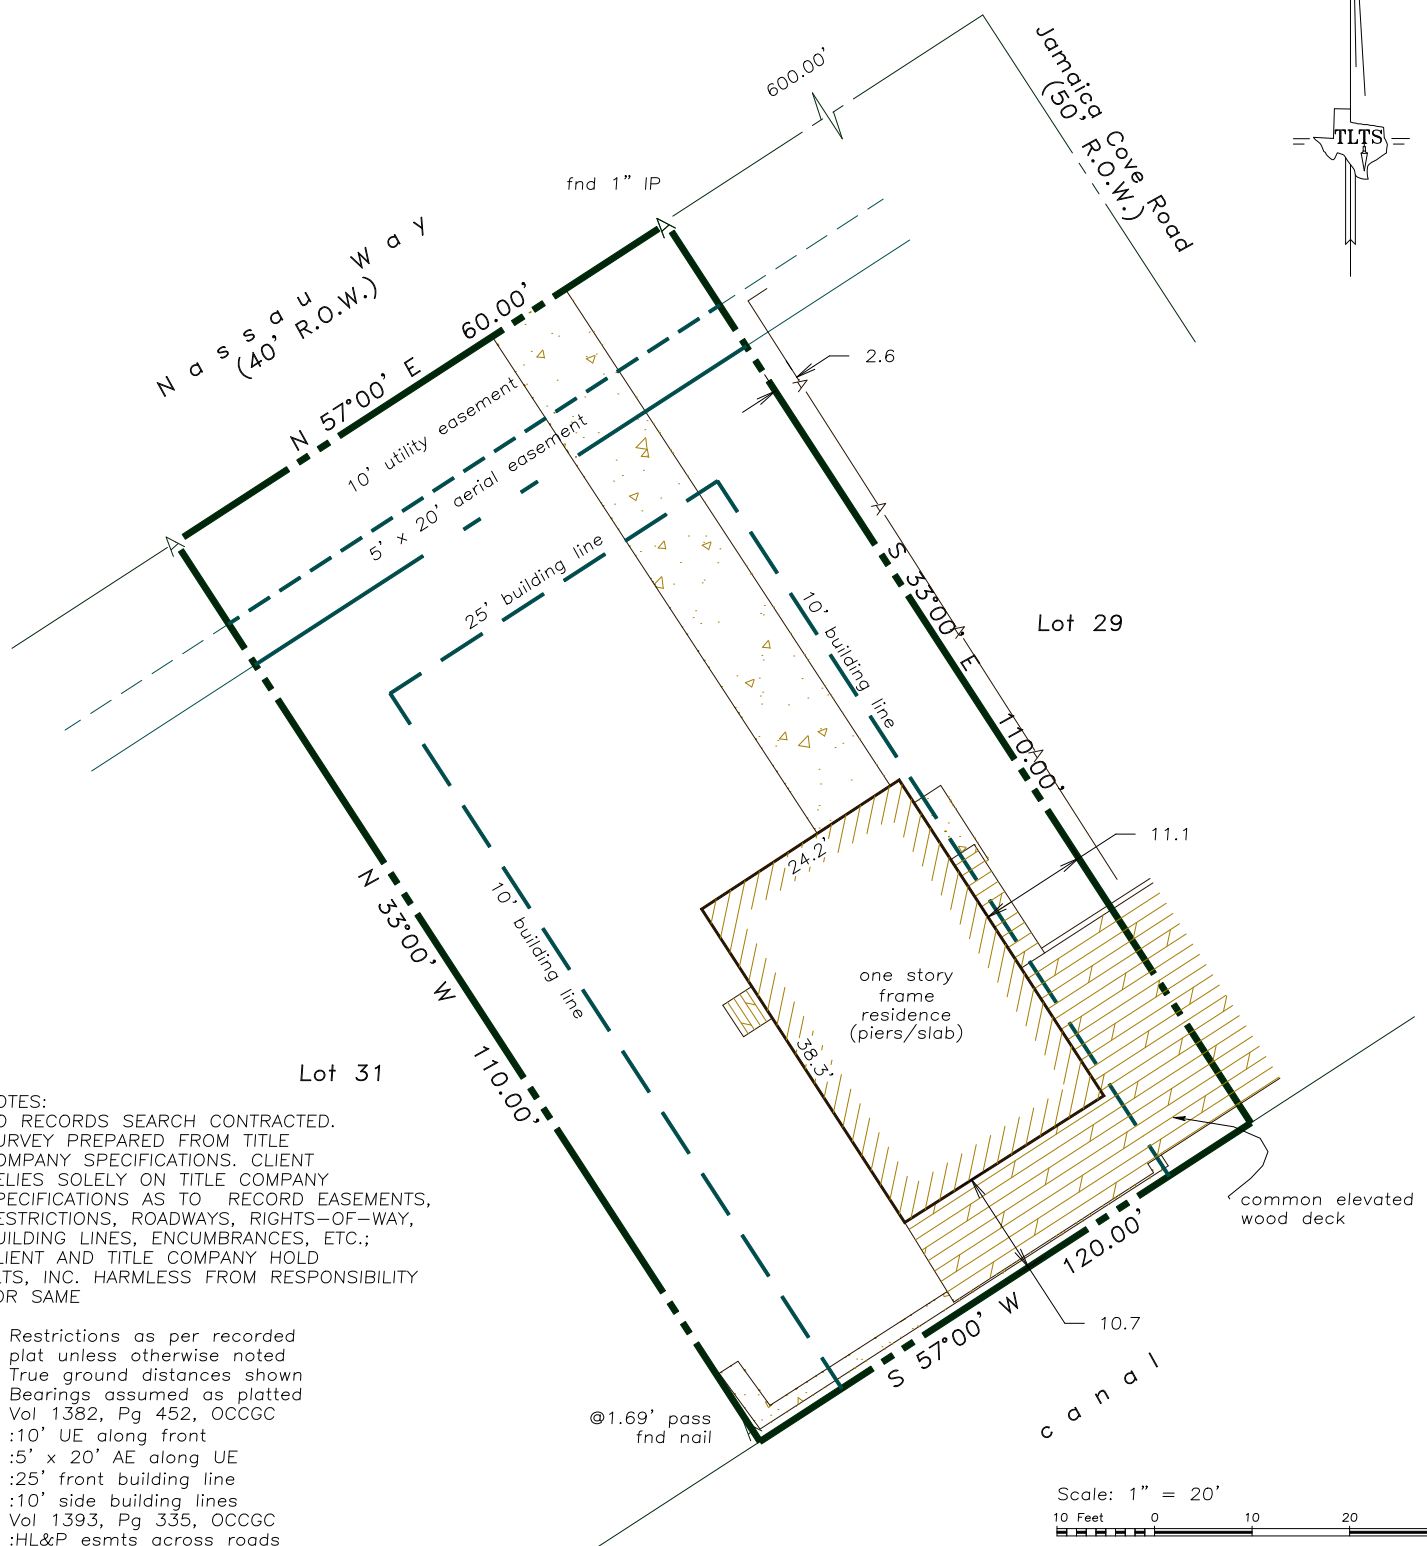 600.00'
Jamaica Cove Road
(50' R.O.W.)
TLTS
fnd 1" IP
Nassau Way
(40' R.O.W.)
N 57°00' E 60.00'
2.6
10' utility easement
5' x 20' aerial easement
25' building line
10' building line
S 33°00' E 110.00'
Lot 29
11.1
24.2'
10' building line
N 33°00' W 110.00'
one story
frame
residence
(piers/slab)
38.3'
Lot 31
OTES:
O RECORDS SEARCH CONTRACTED.
URVEY PREPARED FROM TITLE
OMPANY SPECIFICATIONS. CLIENT
ELIES SOLELY ON TITLE COMPANY
PECIFICATIONS AS TO RECORD EASEMENTS,
ESTRICTIONS, ROADWAYS, RIGHTS-OF-WAY,
UILDING LINES, ENCUMBRANCES, ETC.;
LIENT AND TITLE COMPANY HOLD
LTS, INC. HARMLESS FROM RESPONSIBILITY
OR SAME
common elevated
wood deck
S 57°00' W 120.00'
10.7
canal
Restrictions as per recorded
plat unless otherwise noted
True ground distances shown
Bearings assumed as platted
Vol 1382, Pg 452, OCCGC
:10' UE along front
:5' x 20' AE along UE
:25' front building line
:10' side building lines
Vol 1393, Pg 335, OCCGC
:HL&P esmts across roads
@1.69' pass
fnd nail
Scale: 1" = 20'
10 Feet 0 10 20